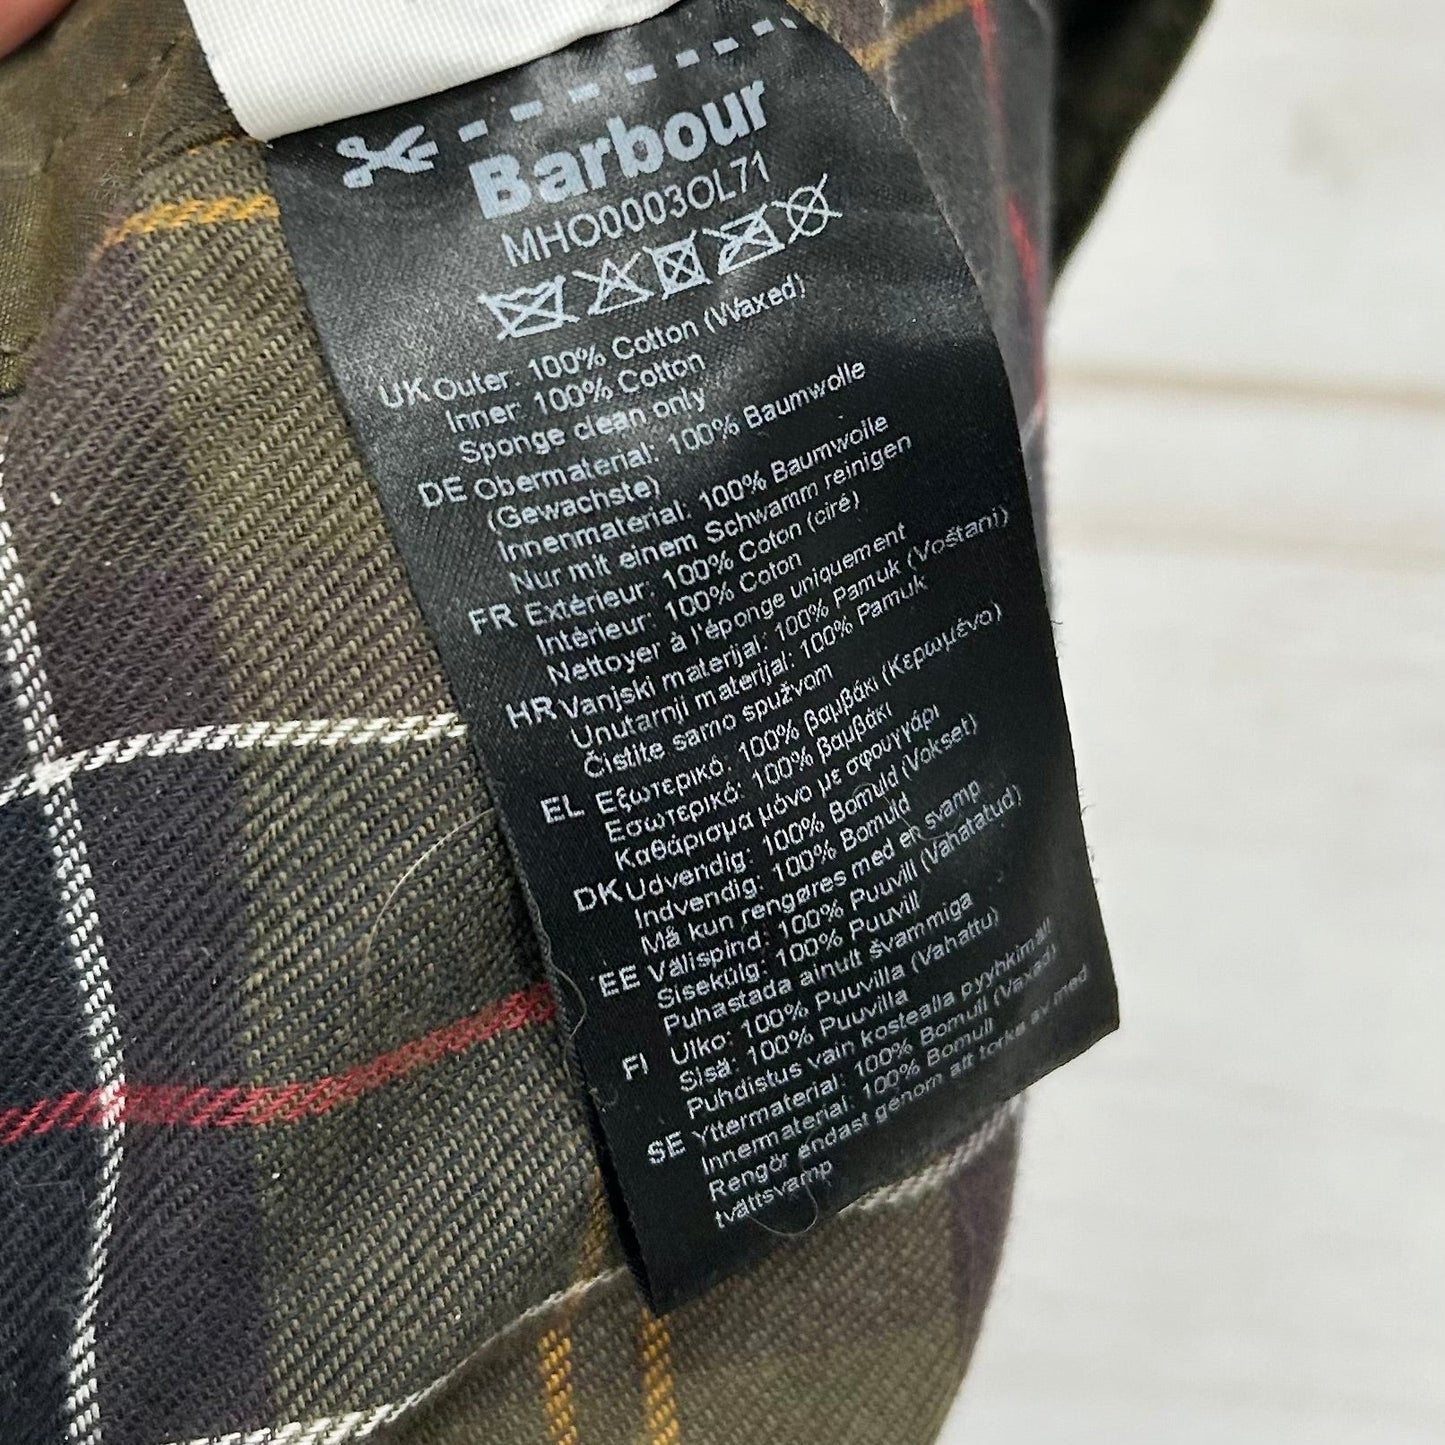 Barbour
MHO0003OL71
UK Outer: 100% Cotton (Waxed)
Inner: 100% Cotton
Sponge clean only
DE Obermaterial: 100% Baumwolle
(Gewachste)
Innenmaterial: 100% Baumwolle
Nur mit einem Schwamm reinigen
FR Extérieur: 100% Coton (ciré)
Intérieur: 100% Coton
Nettoyer à l'éponge uniquement
HR Vanjski materijal: 100% Pamuk (Voštani)
Unutarnji materijal: 100% Pamuk
Čistite samo spužvom
EL Εξωτερικό: 100% βαμβάκι (Κερωμένο)
Εσωτερικό: 100% βαμβάκι
Καθάρισμα μόνο με σφουγγάρι
DK Udvendig: 100% Bomuld (Vokset)
Indvendig: 100% Bomuld
Må kun rengøres med en svamp
EE Välispind: 100% Puuvill (Vahatatud)
Sisekülg: 100% Puuvill
Puhastada ainult švammiga
FI Ulko: 100% Puuvilla (Vahattu)
Sisä: 100% Puuvilla
Puhdistus vain kostealla pyyhkimält
SE Yttermaterial: 100% Bomull (Vaxad)
Innermaterial: 100% Bomull
Rengör endast genom att torka av med
tvättsvamp